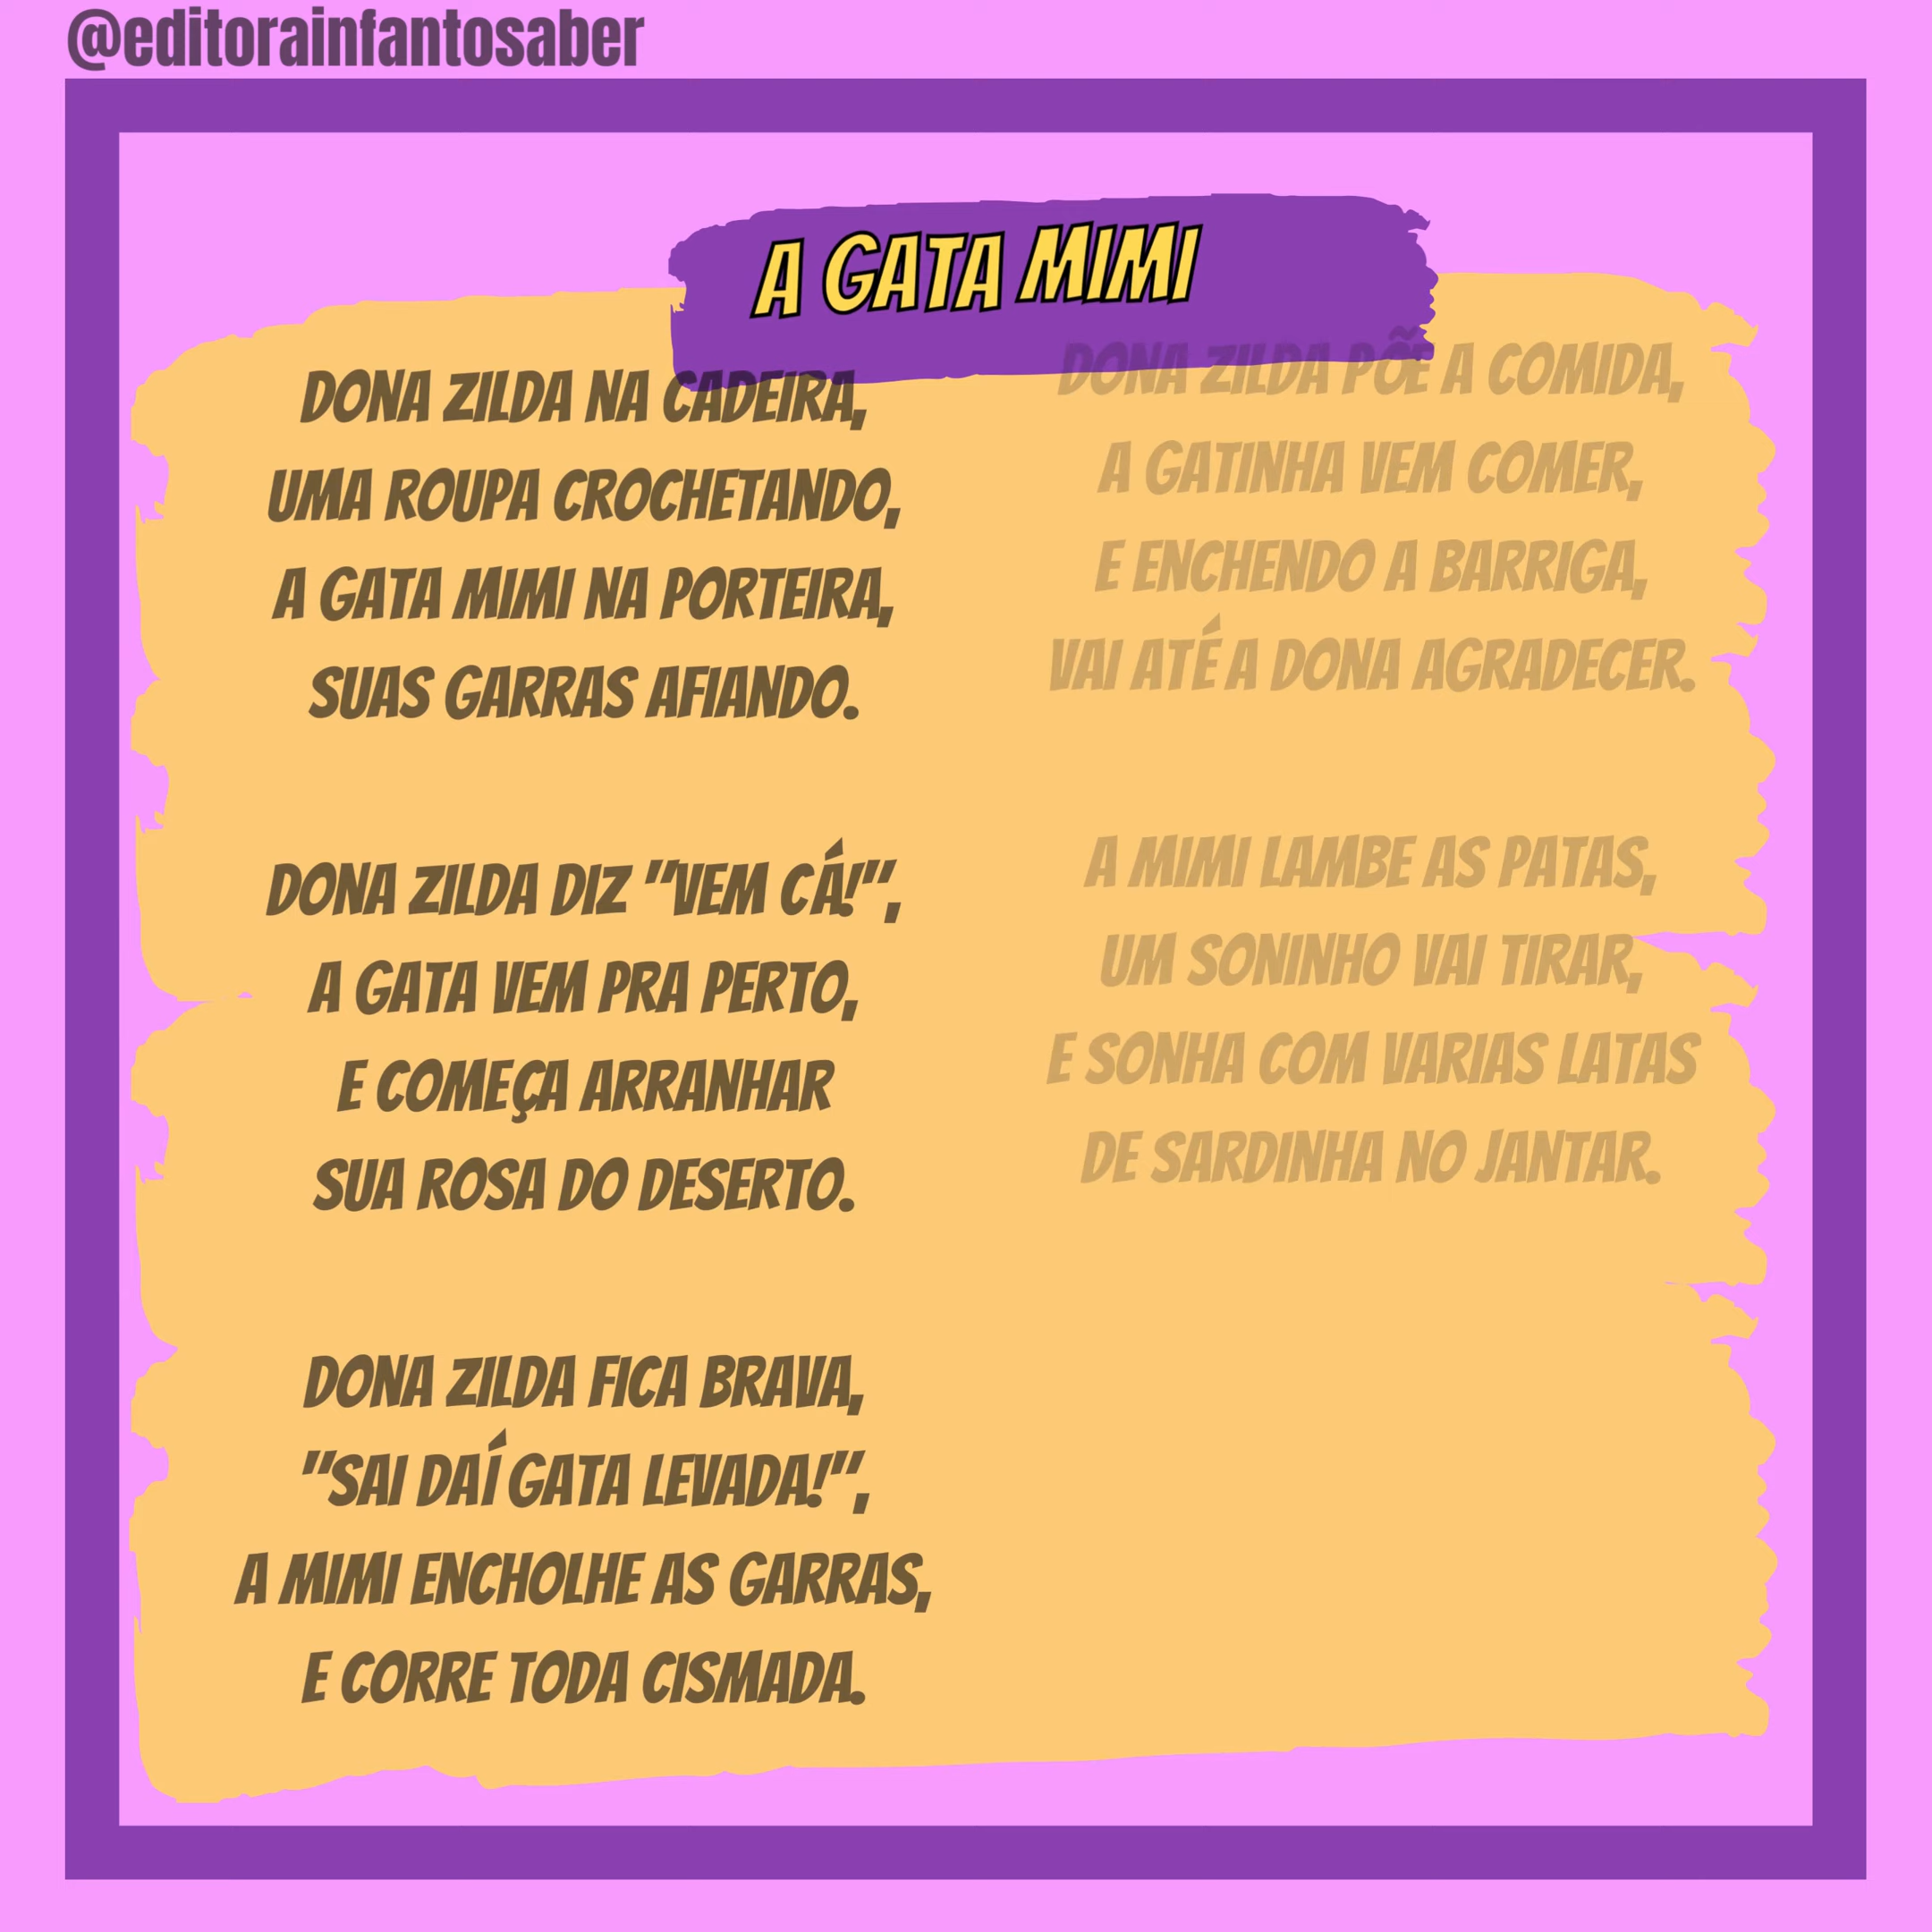 @editorainfantosaber
A GATA MIMI
DONA ZILDA NA CADEIRA,
UMA ROUPA CROCHETANDO,
A GATA MIMI NA PORTEIRA,
SUAS GARRAS AFIANDO.
DONA ZILDA DIZ "VEM CÁ!",
A GATA VEM PRA PERTO,
E COMEÇA ARRANHAR
SUA ROSA DO DESERTO.
DONA ZILDA FICA BRAVA,
"SAI DAÍ GATA LEVADA!",
A MIMI ENCHOLHE AS GARRAS,
E CORRE TODA CISMADA.
DONA ZILDA PÕE A COMIDA,
A GATINHA VEM COMER,
E ENCHENDO A BARRIGA,
VAI ATÉ A DONA AGRADECER.
A MIMI LAMBE AS PATAS,
UM SONINHO VAI TIRAR,
E SONHA COM VARIAS LATAS
DE SARDINHA NO JANTAR.